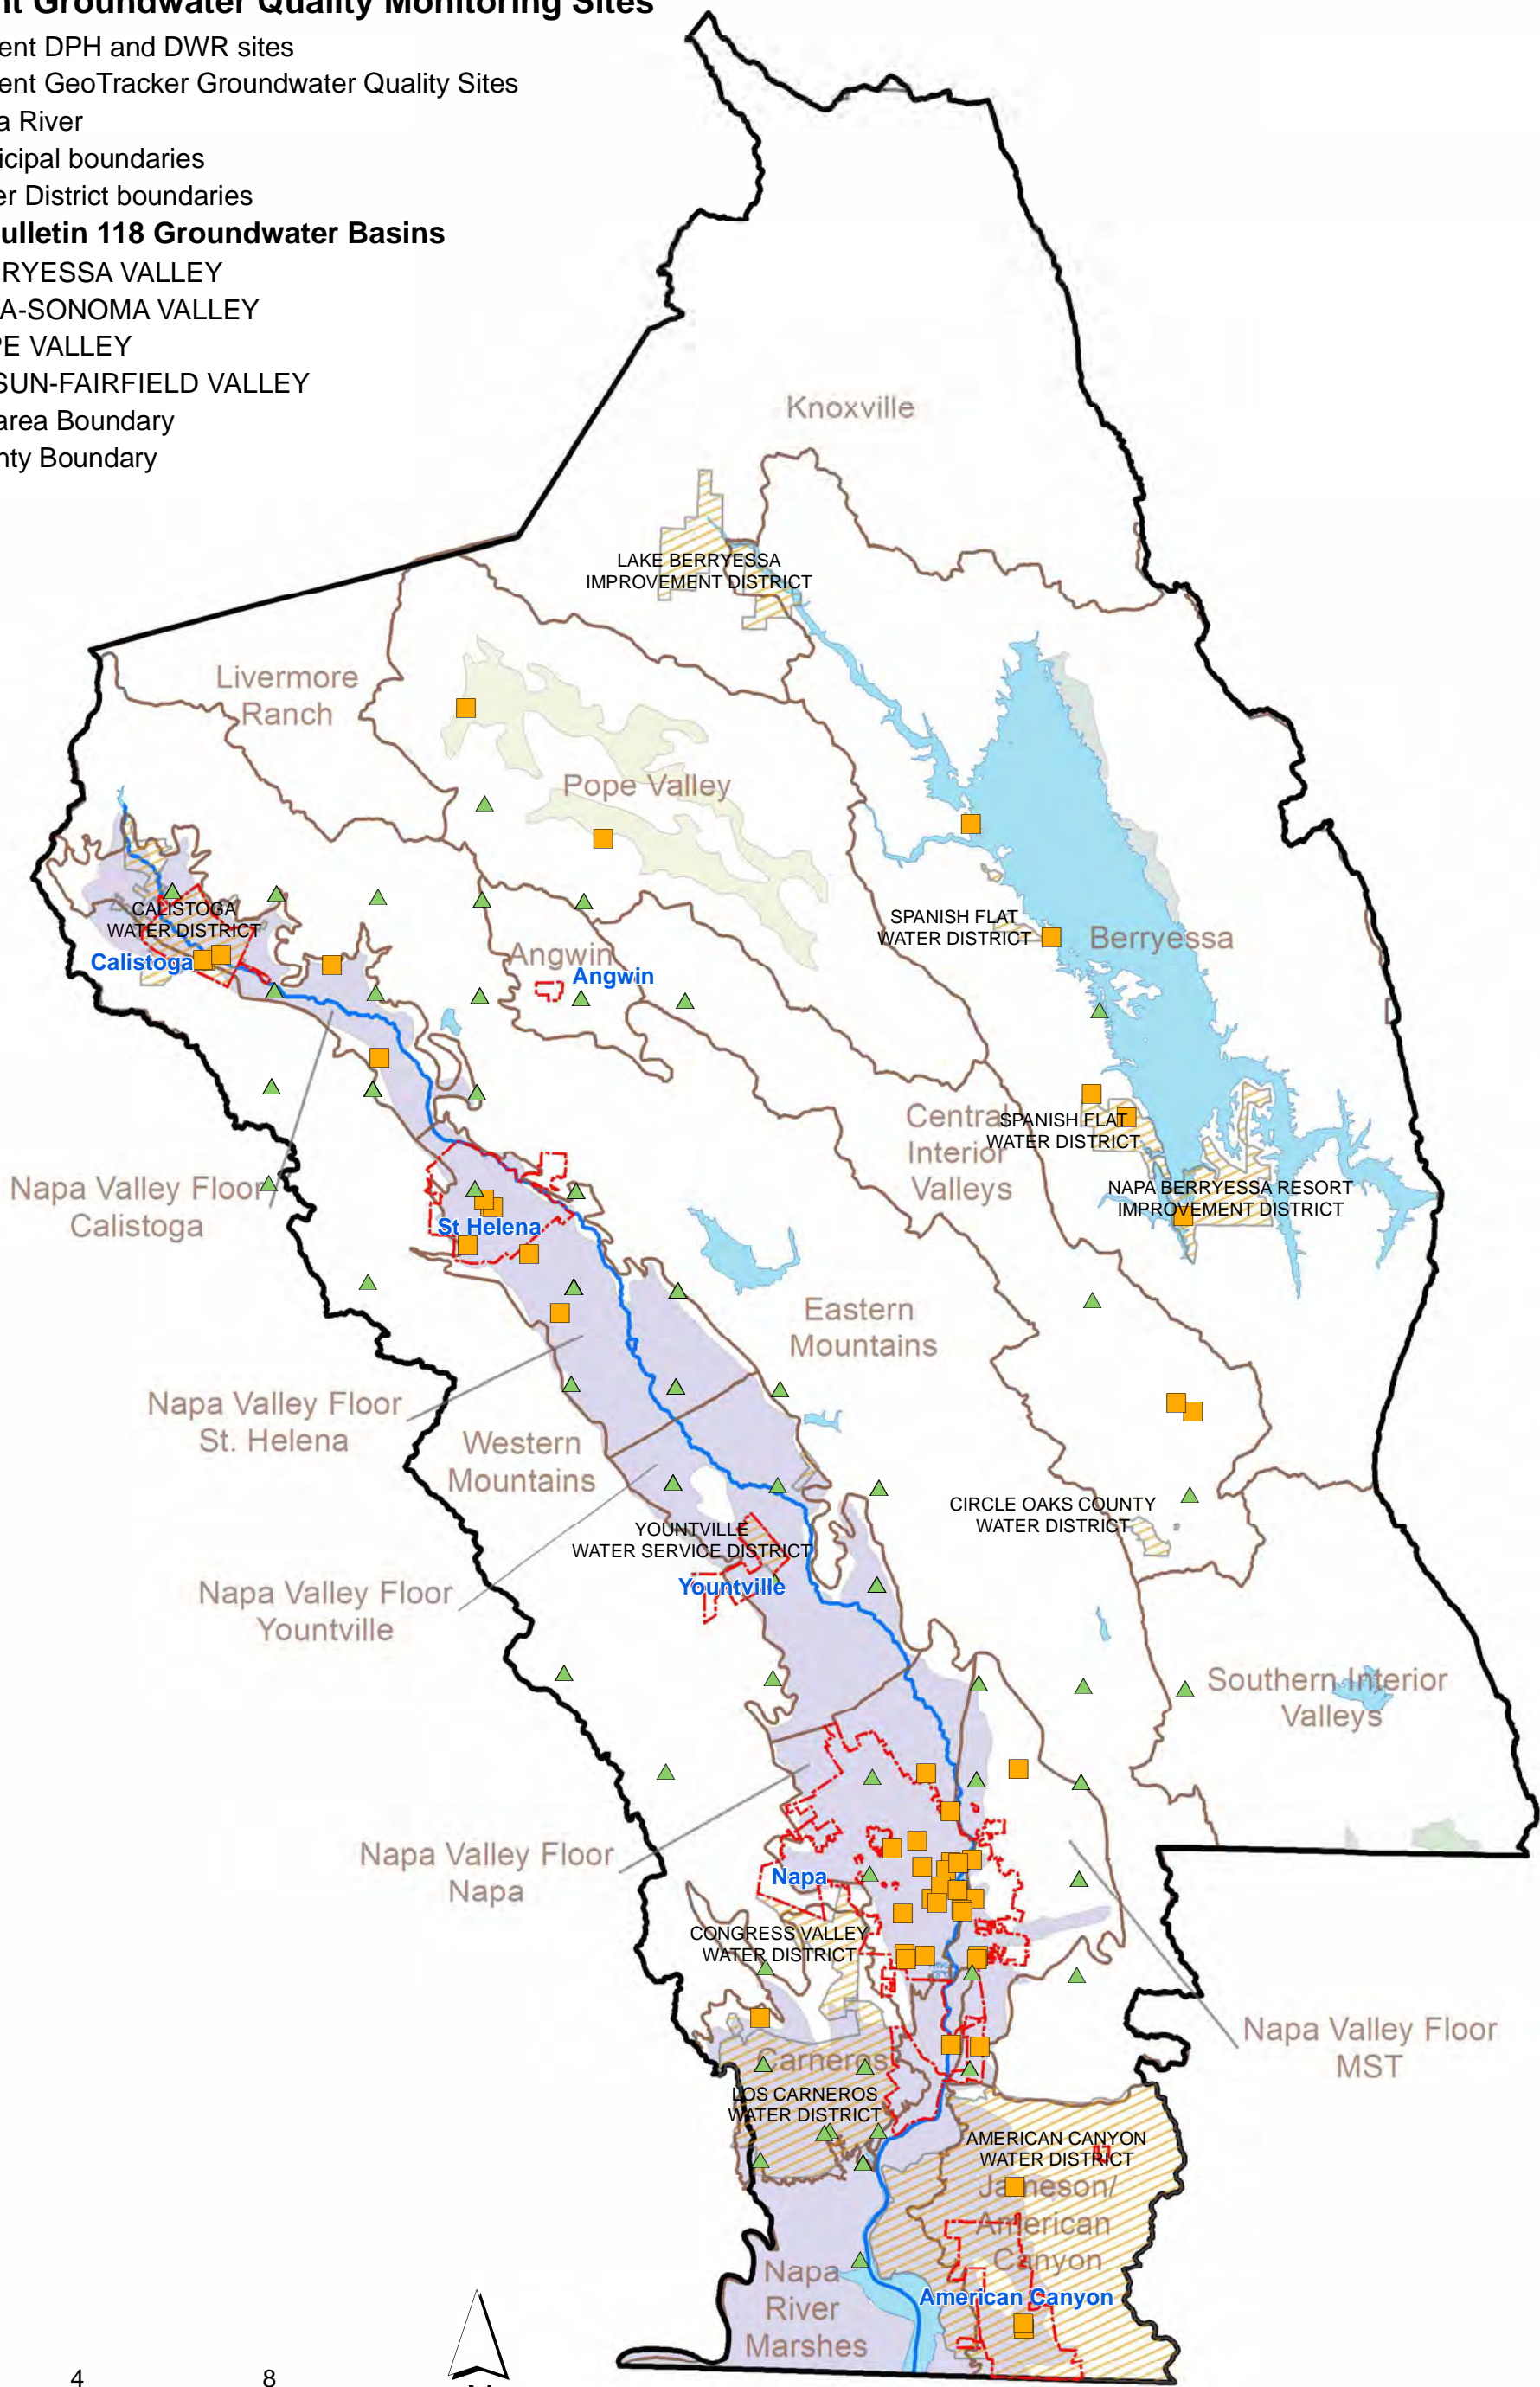 nt Groundwater Quality Monitoring Sites
ent DPH and DWR sites
ent GeoTracker Groundwater Quality Sites
a River
icipal boundaries
er District boundaries
ulletin 118 Groundwater Basins
RYESSA VALLEY
A-SONOMA VALLEY
PE VALLEY
SUN-FAIRFIELD VALLEY
area Boundary
nty Boundary
Knoxville
LAKE BERRYESSA
IMPROVEMENT DISTRICT
Livermore
Ranch
Pope Valley
CALISTOGA
WATER DISTRICT
Calistoga
SPANISH FLAT
WATER DISTRICT
Berryessa
Angwin
Angwin
Central
Interior
Valleys
SPANISH FLAT
WATER DISTRICT
NAPA BERRYESSA RESORT
IMPROVEMENT DISTRICT
Napa Valley Floor
Calistoga
St Helena
Eastern
Mountains
Napa Valley Floor
St. Helena
Western
Mountains
CIRCLE OAKS COUNTY
WATER DISTRICT
YOUNTVILLE
WATER SERVICE DISTRICT
Yountville
Napa Valley Floor
Yountville
Southern Interior
Valleys
Napa Valley Floor
Napa
Napa
CONGRESS VALLEY
WATER DISTRICT
Napa Valley Floor
MST
Carneros
LOS CARNEROS
WATER DISTRICT
AMERICAN CANYON
WATER DISTRICT
Jameson/
American
Canyon
Napa
River
Marshes
American Canyon
4 8